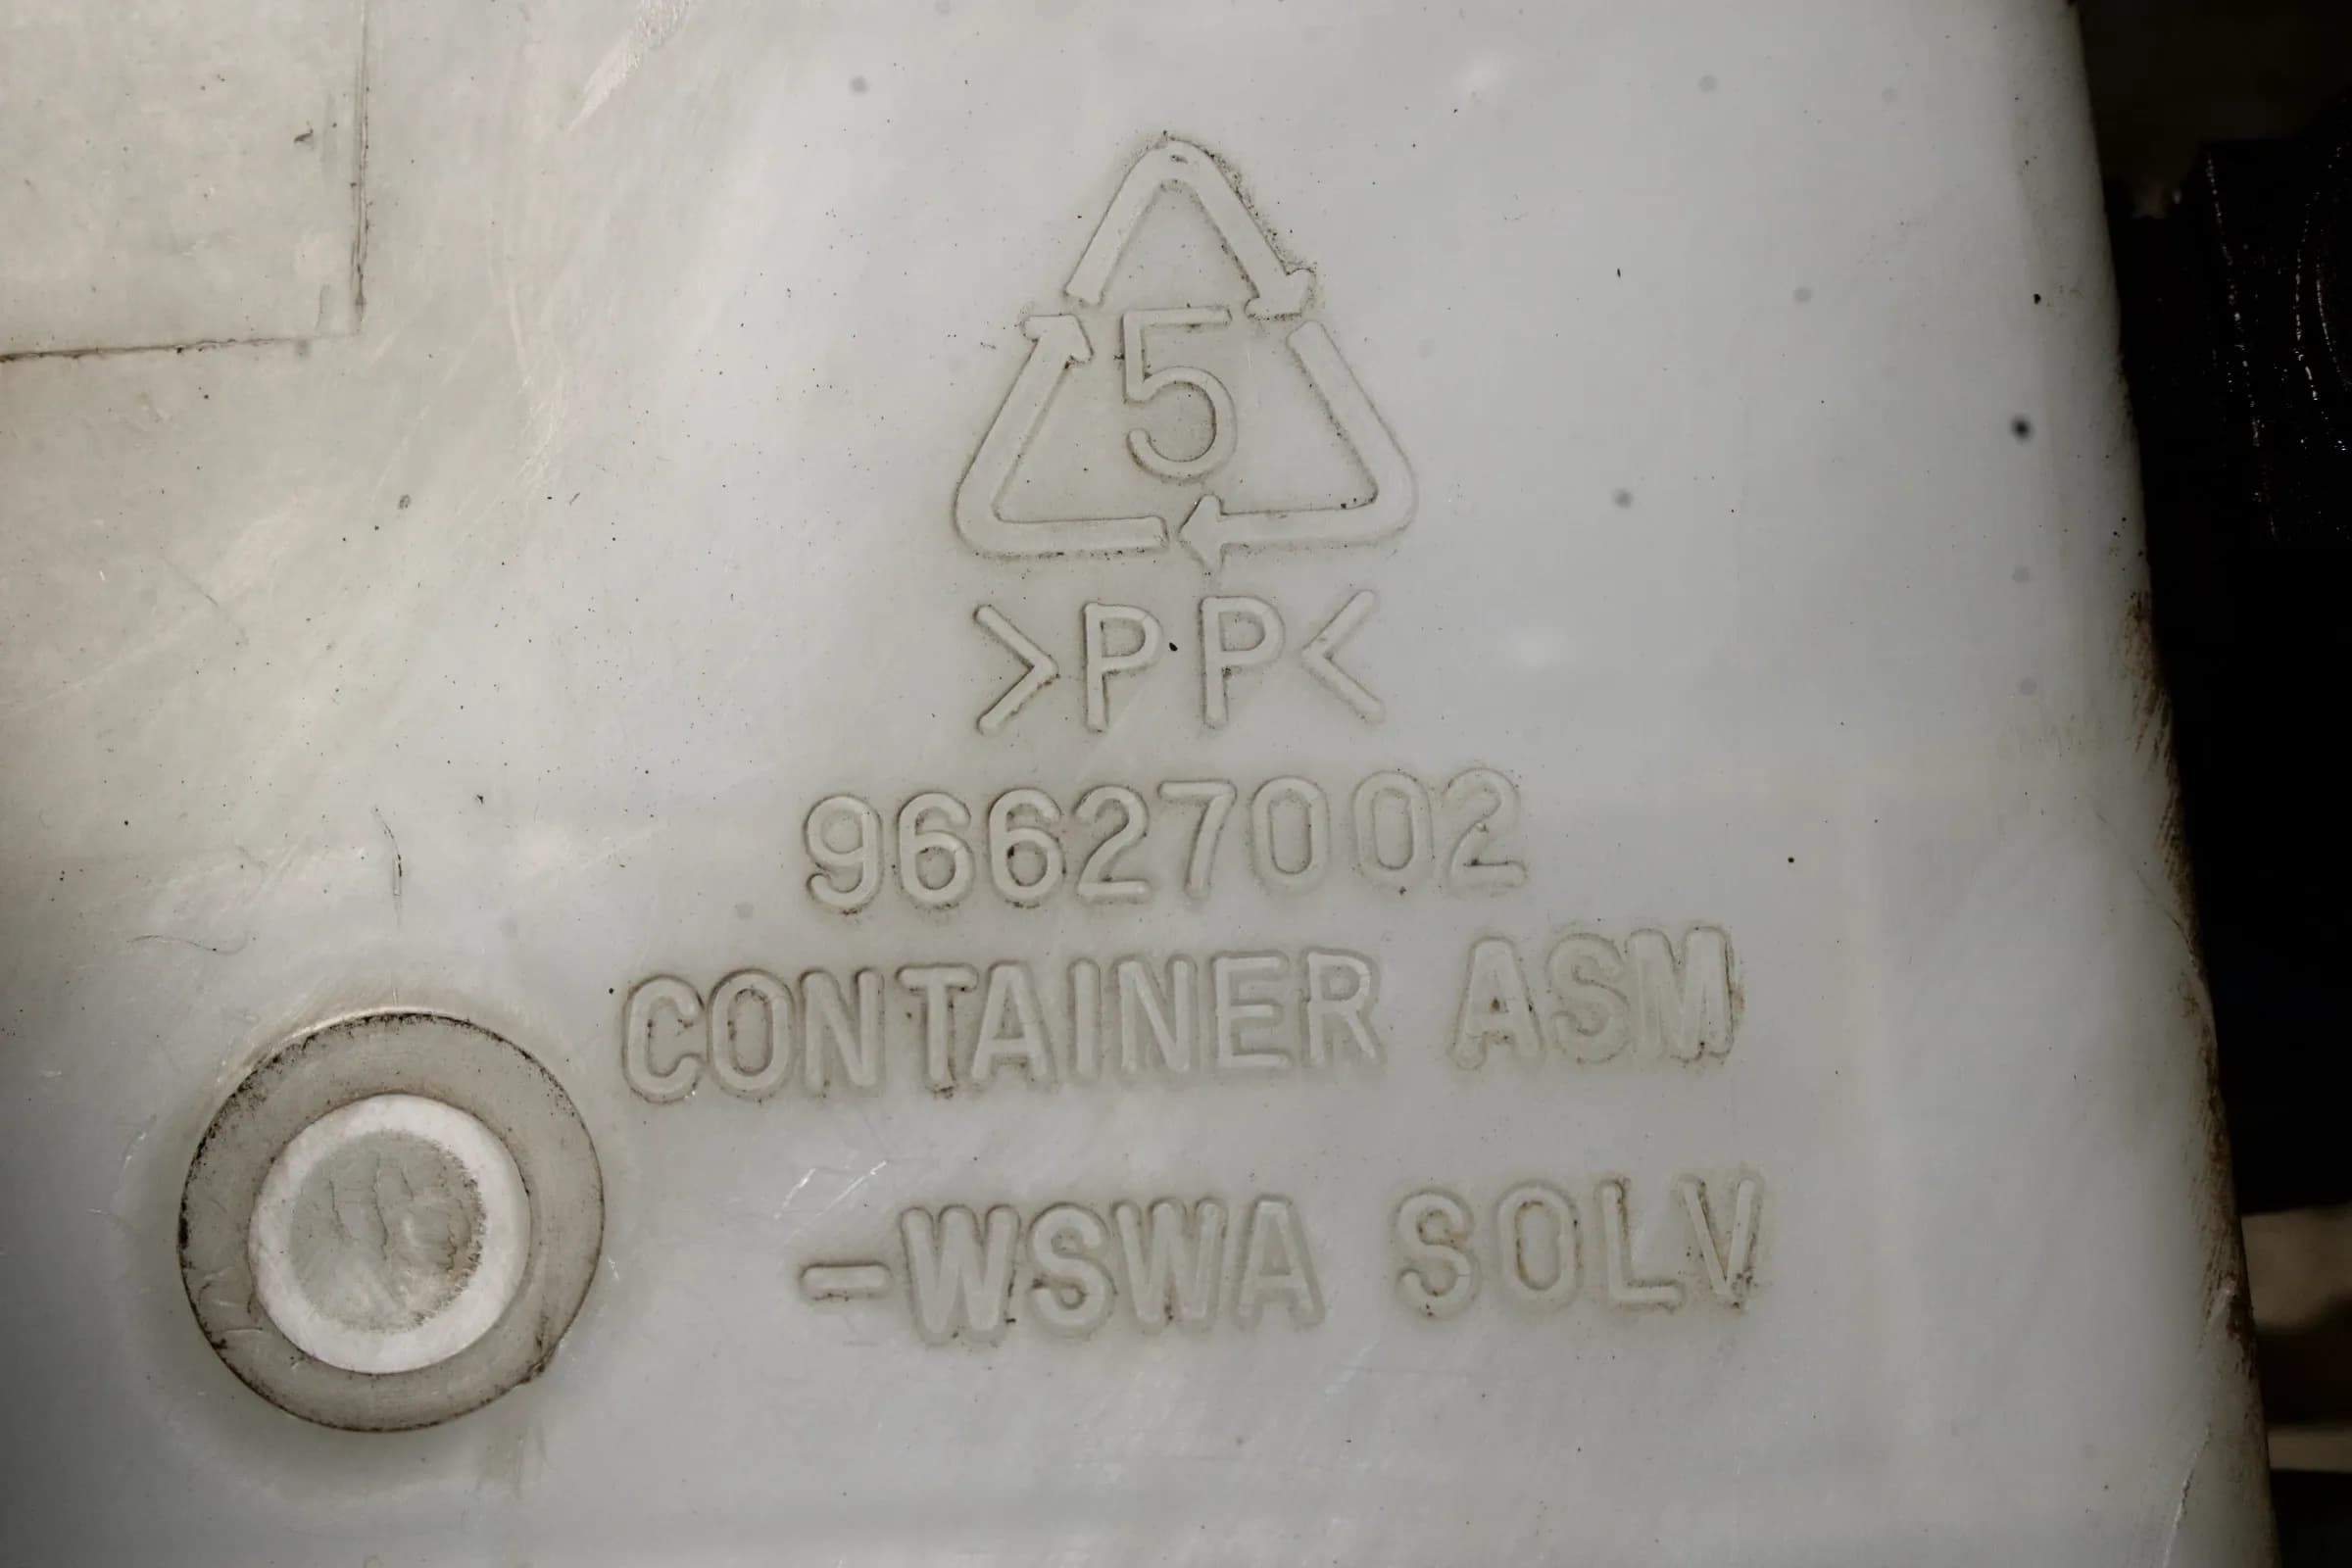 5
>PP<
96627002
CONTAINER ASM
-WSWA SOLV